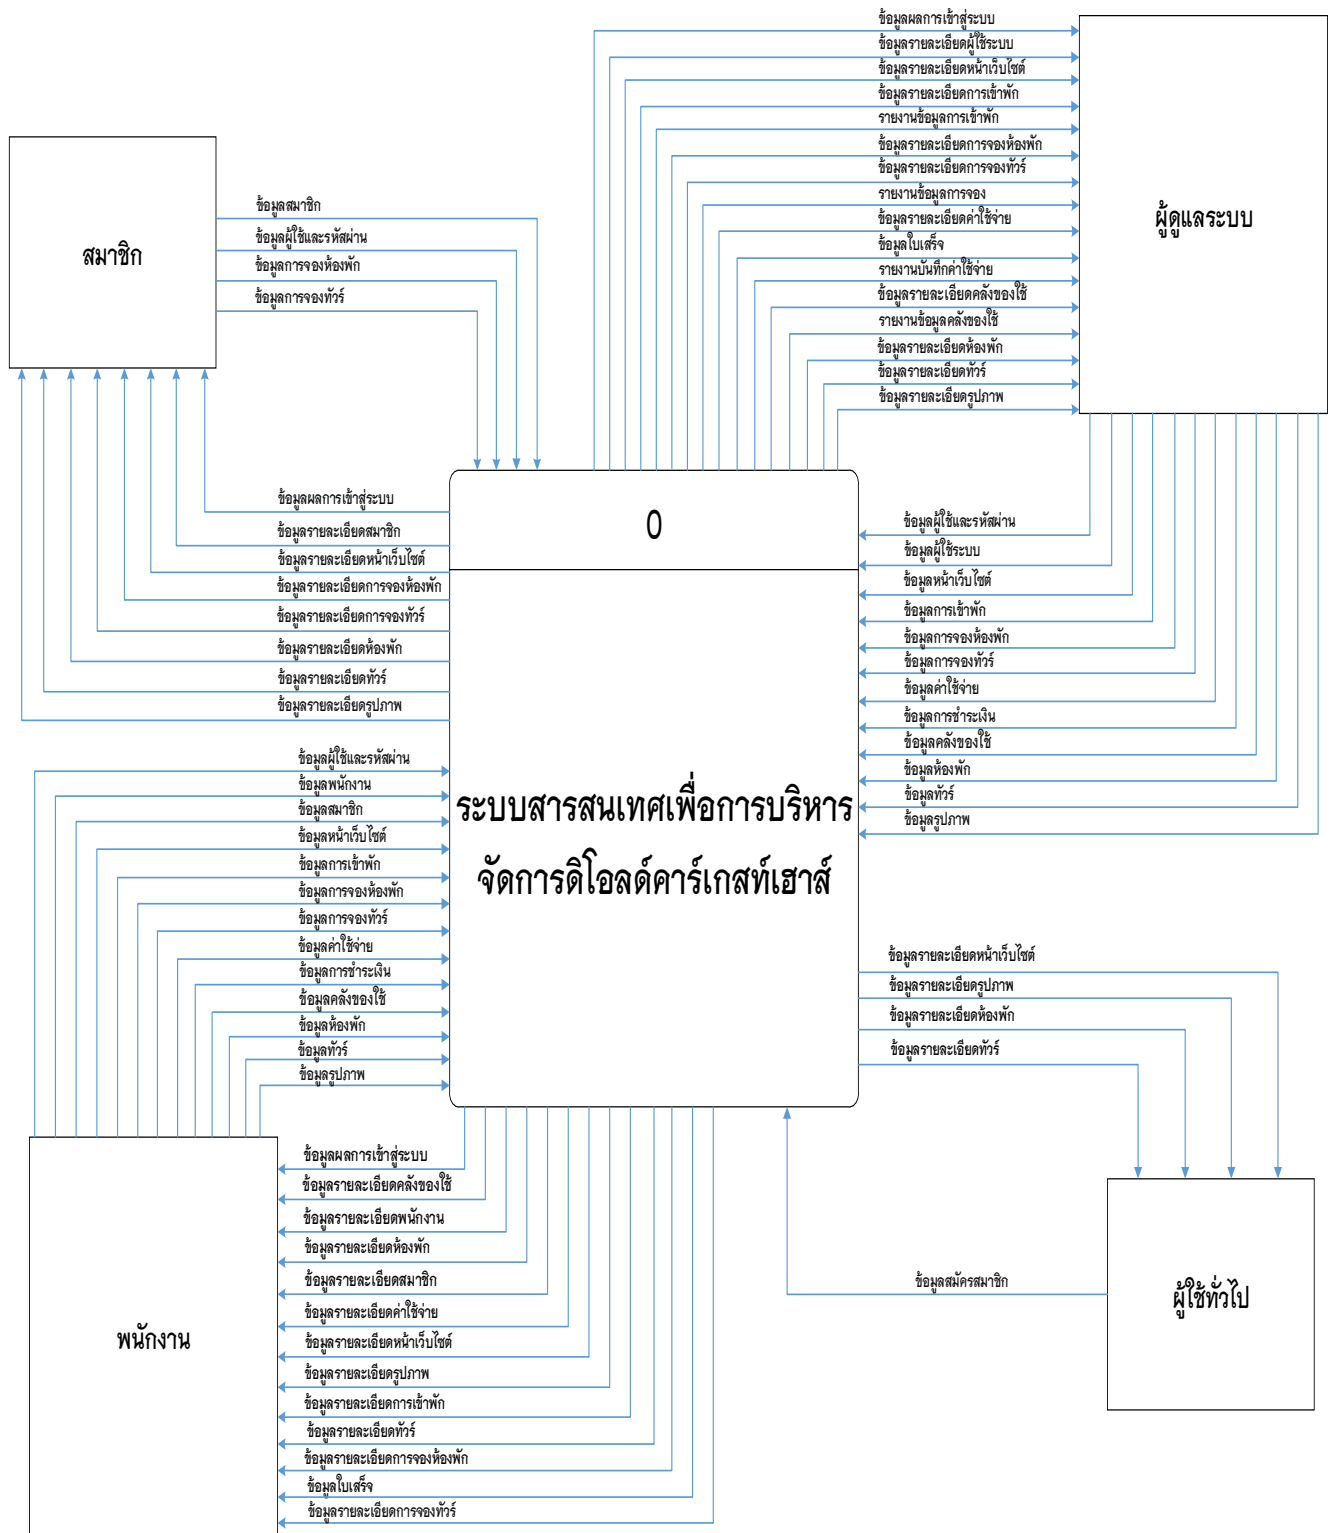 ข้อมูลผลการเข้าสู่ระบบ
ข้อมูลรายละเอียดผู้ใช้ระบบ
ข้อมูลรายละเอียดหน้าเว็บไซต์
ข้อมูลรายละเอียดการเข้าพัก
รายงานข้อมูลการเข้าพัก
ข้อมูลรายละเอียดการจองห้องพัก
ข้อมูลรายละเอียดการจองทัวร์
รายงานข้อมูลการจอง
ข้อมูลรายละเอียดค่าใช้จ่าย
ข้อมูลใบเสร็จ
รายงานบันทึกค่าใช้จ่าย
ข้อมูลรายละเอียดคลังของใช้
รายงานข้อมูลคลังของใช้
ข้อมูลรายละเอียดห้องพัก
ข้อมูลรายละเอียดทัวร์
ข้อมูลรายละเอียดรูปภาพ
ผู้ดูแลระบบ
สมาชิก
ข้อมูลสมาชิก
ข้อมูลผู้ใช้และรหัสผ่าน
ข้อมูลการจองห้องพัก
ข้อมูลการจองทัวร์
ข้อมูลผลการเข้าสู่ระบบ
ข้อมูลรายละเอียดสมาชิก
ข้อมูลรายละเอียดหน้าเว็บไซต์
ข้อมูลรายละเอียดการจองห้องพัก
ข้อมูลรายละเอียดการจองทัวร์
ข้อมูลรายละเอียดห้องพัก
ข้อมูลรายละเอียดทัวร์
ข้อมูลรายละเอียดรูปภาพ
0
ระบบสารสนเทศเพื่อการบริหาร
จัดการดิโอลด์คาร์เกสท์เฮาส์
ข้อมูลผู้ใช้และรหัสผ่าน
ข้อมูลผู้ใช้ระบบ
ข้อมูลหน้าเว็บไซต์
ข้อมูลการเข้าพัก
ข้อมูลการจองห้องพัก
ข้อมูลการจองทัวร์
ข้อมูลค่าใช้จ่าย
ข้อมูลการชำระเงิน
ข้อมูลคลังของใช้
ข้อมูลห้องพัก
ข้อมูลทัวร์
ข้อมูลรูปภาพ
ข้อมูลผู้ใช้และรหัสผ่าน
ข้อมูลพนักงาน
ข้อมูลสมาชิก
ข้อมูลหน้าเว็บไซต์
ข้อมูลการเข้าพัก
ข้อมูลการจองห้องพัก
ข้อมูลการจองทัวร์
ข้อมูลค่าใช้จ่าย
ข้อมูลการชำระเงิน
ข้อมูลคลังของใช้
ข้อมูลห้องพัก
ข้อมูลทัวร์
ข้อมูลรูปภาพ
ข้อมูลรายละเอียดหน้าเว็บไซต์
ข้อมูลรายละเอียดรูปภาพ
ข้อมูลรายละเอียดห้องพัก
ข้อมูลรายละเอียดทัวร์
ข้อมูลสมัครสมาชิก
ผู้ใช้ทั่วไป
พนักงาน
ข้อมูลผลการเข้าสู่ระบบ
ข้อมูลรายละเอียดคลังของใช้
ข้อมูลรายละเอียดพนักงาน
ข้อมูลรายละเอียดห้องพัก
ข้อมูลรายละเอียดสมาชิก
ข้อมูลรายละเอียดค่าใช้จ่าย
ข้อมูลรายละเอียดหน้าเว็บไซต์
ข้อมูลรายละเอียดรูปภาพ
ข้อมูลรายละเอียดการเข้าพัก
ข้อมูลรายละเอียดทัวร์
ข้อมูลรายละเอียดการจองห้องพัก
ข้อมูลใบเสร็จ
ข้อมูลรายละเอียดการจองทัวร์